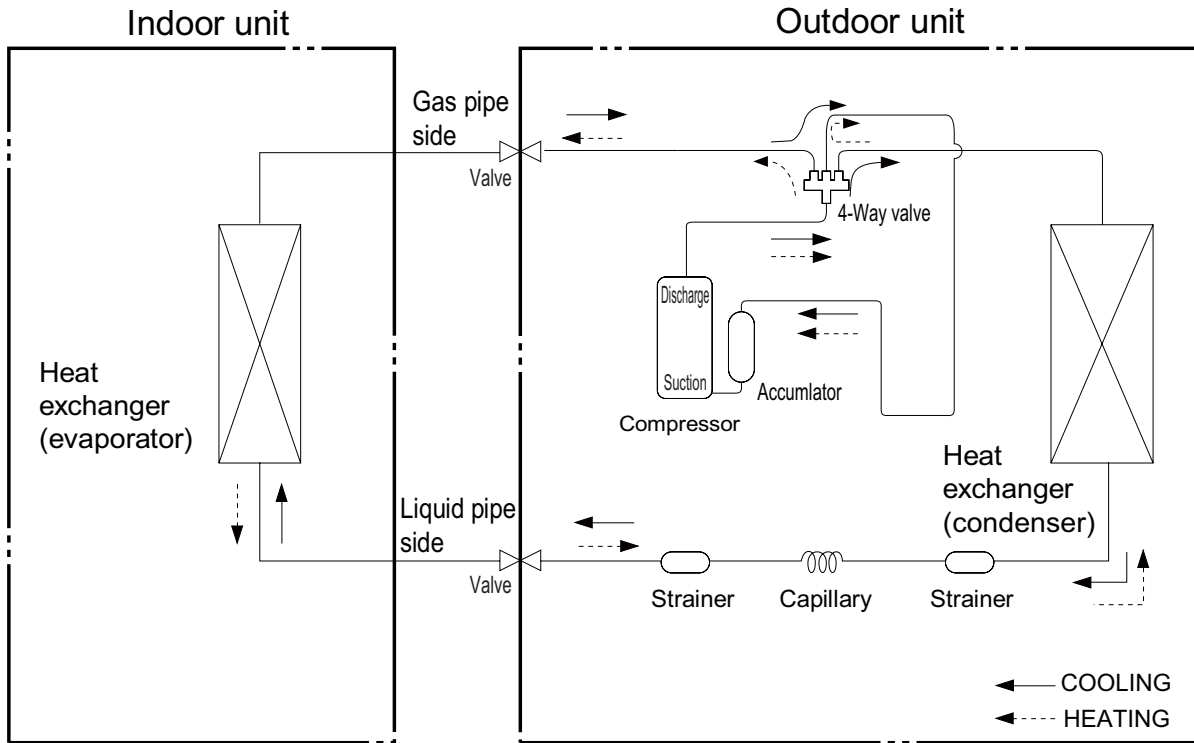 Indoor unit
Outdoor unit
Gas pipe
side
Valve
4-Way valve
Discharge
Suction
Compressor
Accumlator
Heat
exchanger
(evaporator)
Heat
exchanger
(condenser)
Liquid pipe
side
Valve
Strainer
Capillary
Strainer
COOLING
HEATING